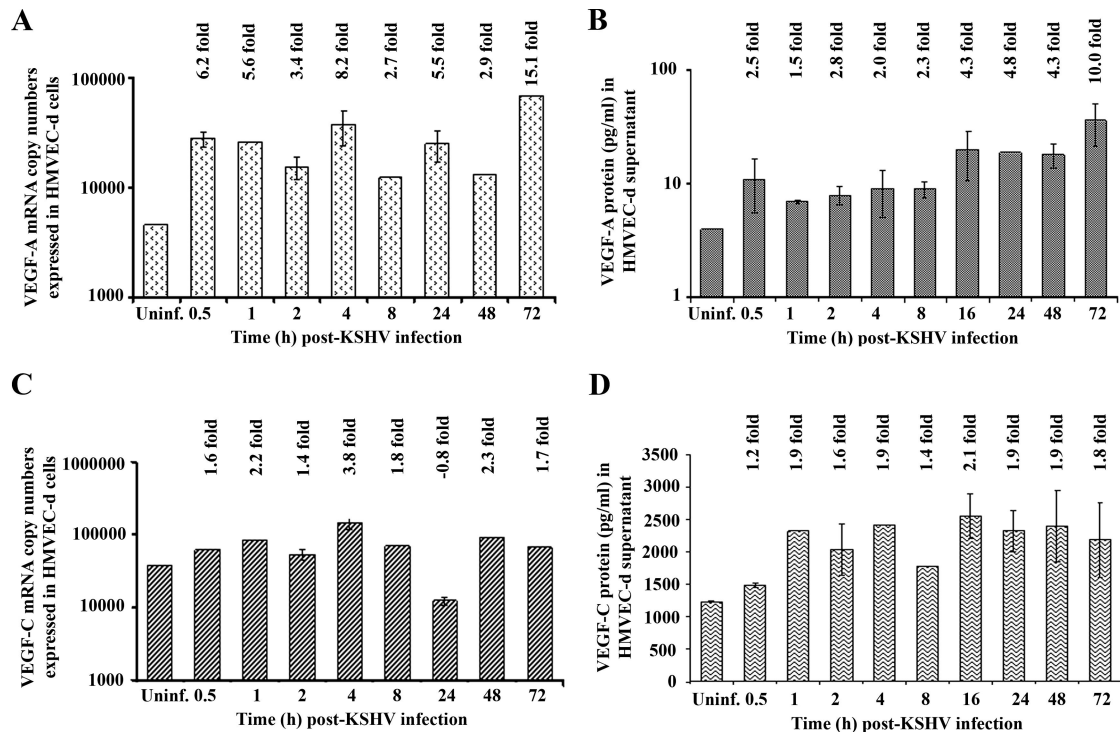 A
6.2 fold
5.6 fold
3.4 fold
8.2 fold
2.7 fold
5.5 fold
2.9 fold
15.1 fold
VEGF-A mRNA copy numbers
expressed in HMVEC-d cells
100000
10000
1000
Uninf. 0.5 1 2 4 8 24 48 72
Time (h) post-KSHV infection
B
2.5 fold
1.5 fold
2.8 fold
2.0 fold
2.3 fold
4.3 fold
4.8 fold
4.3 fold
10.0 fold
VEGF-A protein (pg/ml) in
HMVEC-d supernatant
100
10
1
Uninf. 0.5 1 2 4 8 16 24 48 72
Time (h) post-KSHV infection
C
1.6 fold
2.2 fold
1.4 fold
3.8 fold
1.8 fold
-0.8 fold
2.3 fold
1.7 fold
VEGF-C mRNA copy numbers
expressed in HMVEC-d cells
1000000
100000
10000
1000
Uninf. 0.5 1 2 4 8 24 48 72
Time (h) post-KSHV infection
D
1.2 fold
1.9 fold
1.6 fold
1.9 fold
1.4 fold
2.1 fold
1.9 fold
1.9 fold
1.8 fold
VEGF-C protein (pg/ml) in
HMVEC-d supernatant
3500
3000
2500
2000
1500
1000
500
0
Uninf. 0.5 1 2 4 8 16 24 48 72
Time (h) post-KSHV infection